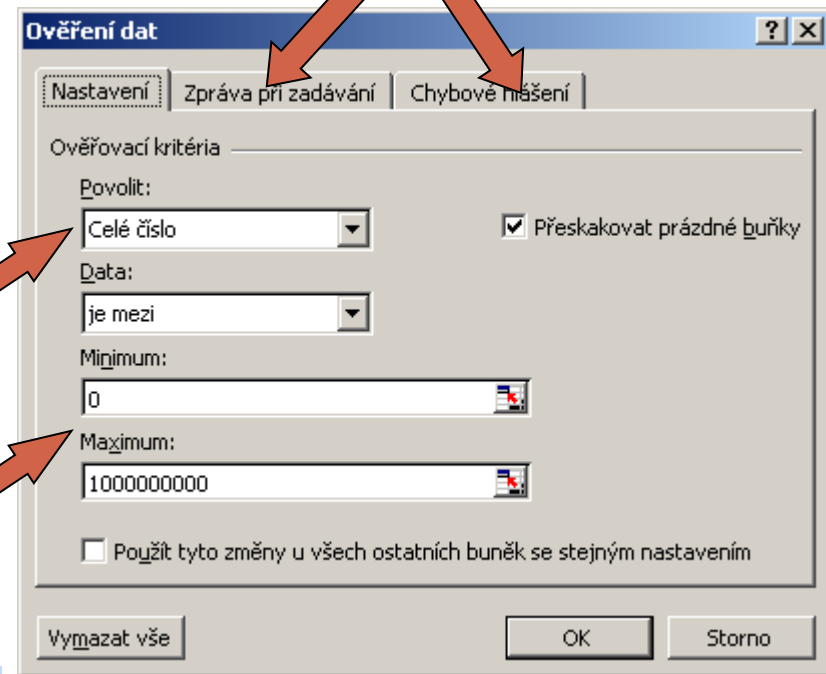 Ověření dat
Nastavení Zpráva při zadávání Chybové hlášení
Ověřovací kritéria
Povolit:
Celé číslo Přeskakovat prázdné buňky
Data:
je mezi
Minimum:
0
Maximum:
1000000000
Použít tyto změny u všech ostatních buněk se stejným nastavením
Vymazat vše OK Storno